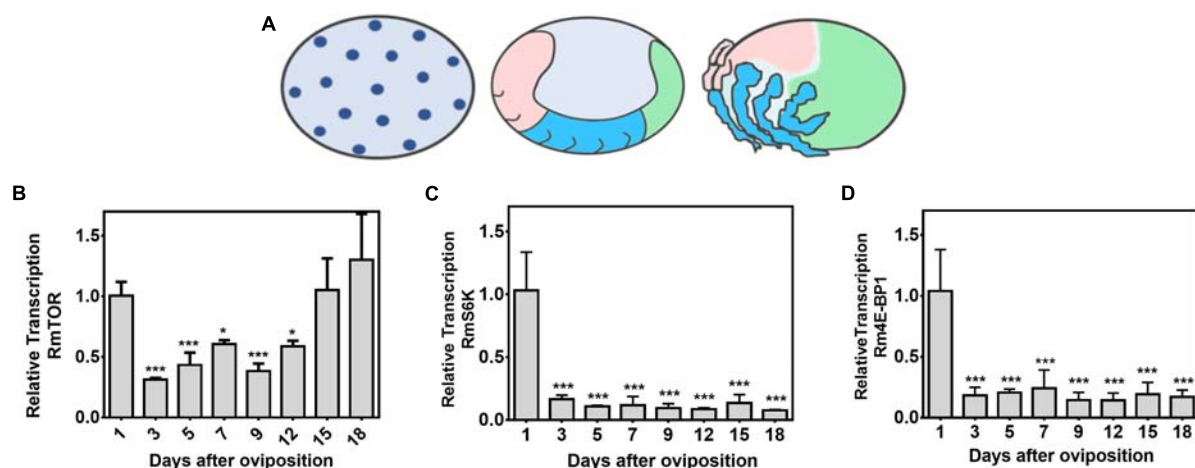 A
B
Relative Transcription
RmTOR
1.5
1.0
0.5
0.0
***
***
*
***
*
1 3 5 7 9 12 15 18
Days after oviposition
C
Relative Transcription
RmS6K
1.5
1.0
0.5
0.0
*** *** *** *** *** *** ***
1 3 5 7 9 12 15 18
Days after oviposition
D
RelativeTranscription
Rm4E-BP1
1.5
1.0
0.5
0.0
*** *** *** *** *** *** ***
1 3 5 7 9 12 15 18
Days after oviposition